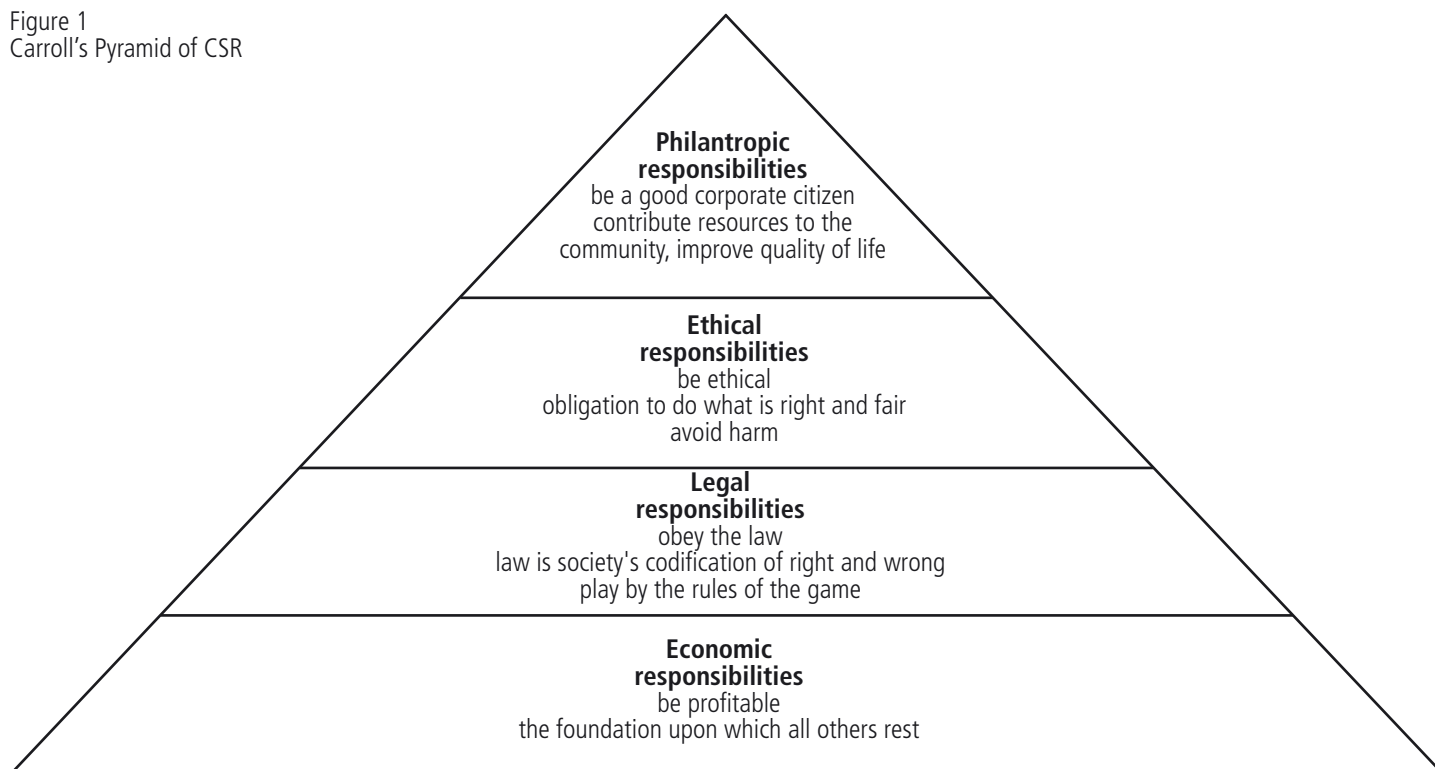 Figure 1
Carroll's Pyramid of CSR
Philantropic
responsibilities
be a good corporate citizen
contribute resources to the
community, improve quality of life
Ethical
responsibilities
be ethical
obligation to do what is right and fair
avoid harm
Legal
responsibilities
obey the law
law is society's codification of right and wrong
play by the rules of the game
Economic
responsibilities
be profitable
the foundation upon which all others rest